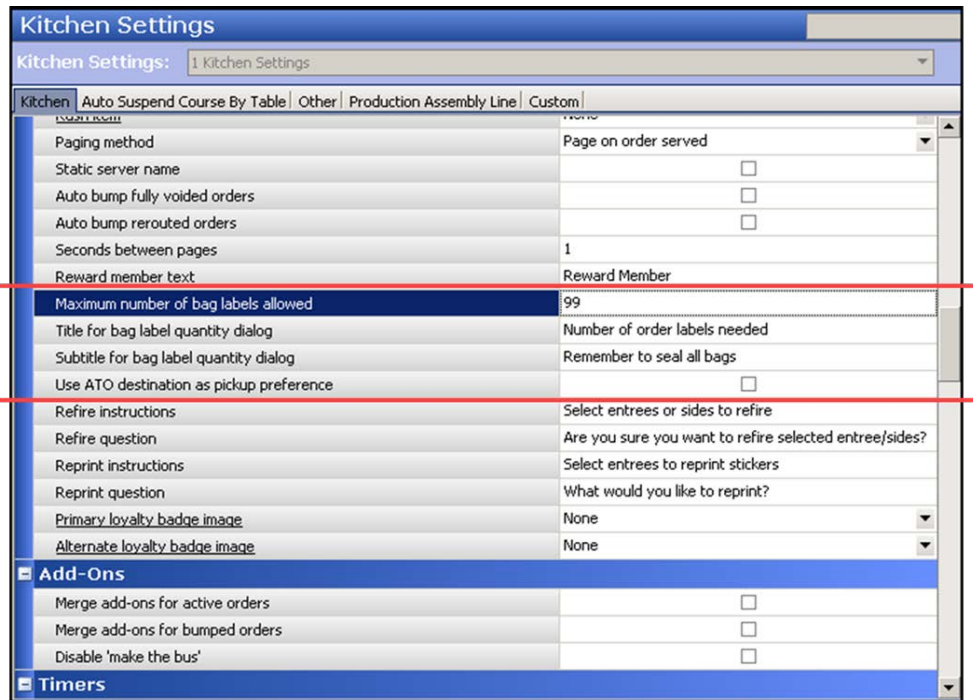 Kitchen Settings
Kitchen Settings: 1 Kitchen Settings
Kitchen Auto Suspend Course By Table Other Production Assembly Line Custom
Rush item None
Paging method Page on order served
Static server name
Auto bump fully voided orders
Auto bump rerouted orders
Seconds between pages 1
Reward member text Reward Member
Maximum number of bag labels allowed 99
Title for bag label quantity dialog Number of order labels needed
Subtitle for bag label quantity dialog Remember to seal all bags
Use ATO destination as pickup preference
Refire instructions Select entrees or sides to refire
Refire question Are you sure you want to refire selected entree/sides?
Reprint instructions Select entrees to reprint stickers
Reprint question What would you like to reprint?
Primary loyalty badge image None
Alternate loyalty badge image None
Add-Ons
Merge add-ons for active orders
Merge add-ons for bumped orders
Disable 'make the bus'
Timers